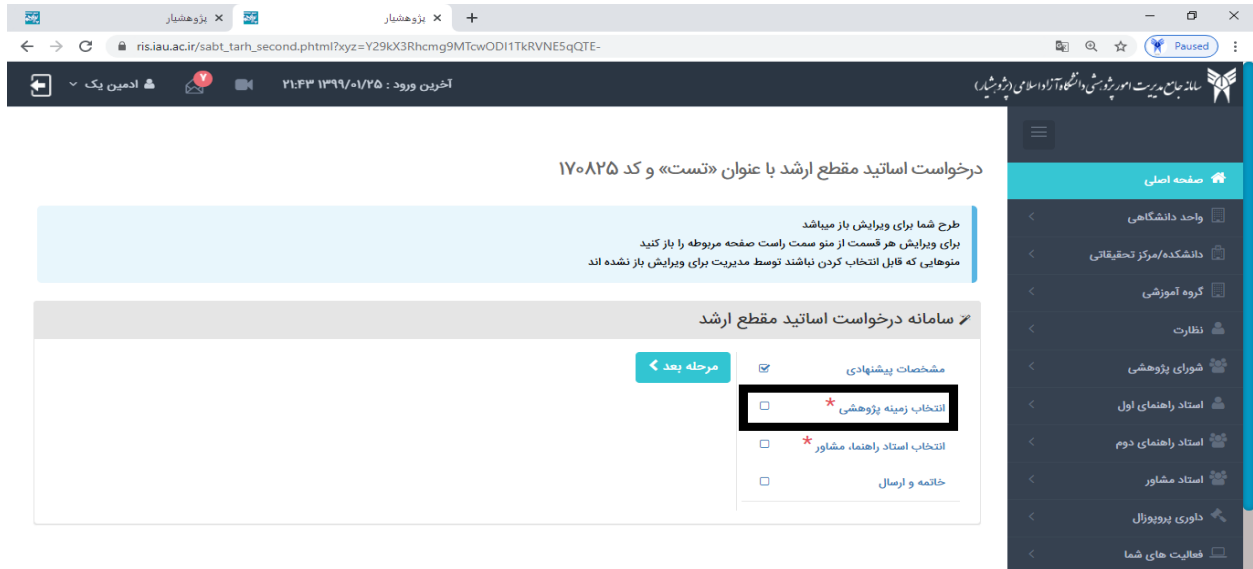 پژوهشیار
پژوهشیار
ris.iau.ac.ir/sabt_tarh_second.phtml?xyz=Y29kX3Rhcmg9MTcwODI1TkRVNE5qQTE-
Paused
سامانه جامع مدیریت امور پژوهشی دانشگاه آزاد اسلامی (پژوهشیار)
آخرین ورود : ۱۳۹۹/۰۱/۲۵ ۲۱:۴۳
۷
ادمین یک
درخواست اساتید مقطع ارشد با عنوان «تست» و کد ۱۷۰۸۲۵
طرح شما برای ویرایش باز میباشد
برای ویرایش هر قسمت از منو سمت راست صفحه مربوطه را باز کنید
منوهایی که قابل انتخاب کردن نباشند توسط مدیریت برای ویرایش باز نشده اند
سامانه درخواست اساتید مقطع ارشد
مشخصات پیشنهادی
انتخاب زمینه پژوهشی *
انتخاب استاد راهنما، مشاور *
خاتمه و ارسال
مرحله بعد
صفحه اصلی
واحد دانشگاهی
دانشکده/مرکز تحقیقاتی
گروه آموزشی
نظارت
شورای پژوهشی
استاد راهنمای اول
استاد راهنمای دوم
استاد مشاور
داوری پروپوزال
فعالیت های شما